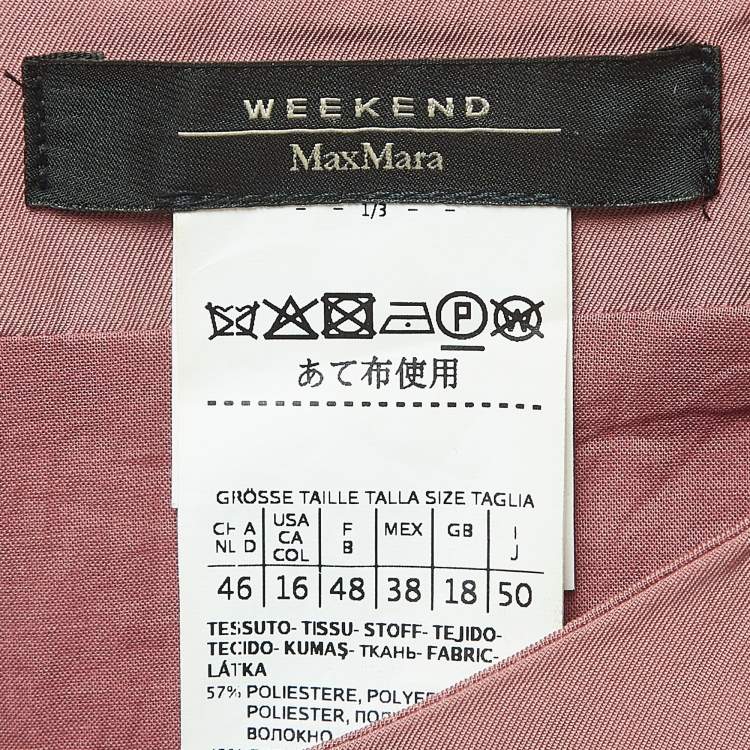 WEEKEND
MaxMara
- - 1/3 - -
あて布使用
GRÖSSE TAILLE TALLA SIZE TAGLIA
CH A NL D
USA CA COL
F B
MEX
GB
I J
46 16 48 38 18 50
TESSUTO- TISSU- STOFF- TEJIDO-
TECIDO- KUMAŞ- ТКАНЬ- FABRIC-
LÁTKA
57% POLIESTERE,
POLIESTER,
ВОЛОКНО